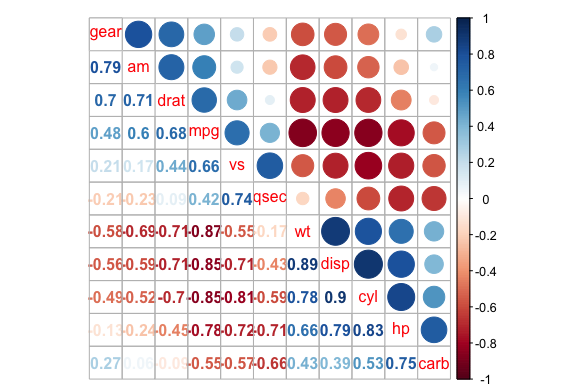 gear
0.79 am
0.7 0.71 drat
0.48 0.6 0.68 mpg
0.21 0.17 0.44 0.66 vs
-0.21 -0.23 0.09 0.42 0.74 qsec
-0.58 -0.69 -0.71 -0.87 -0.55 -0.17 wt
-0.56 -0.59 -0.71 -0.85 -0.71 -0.43 0.89 disp
-0.49 -0.52 -0.7 -0.85 -0.81 -0.59 0.78 0.9 cyl
-0.13 -0.24 -0.45 -0.78 -0.72 -0.71 0.66 0.79 0.83 hp
0.27 0.06 -0.09 -0.55 -0.57 -0.66 0.43 0.39 0.53 0.75 carb
1
0.8
0.6
0.4
0.2
0
-0.2
-0.4
-0.6
-0.8
-1